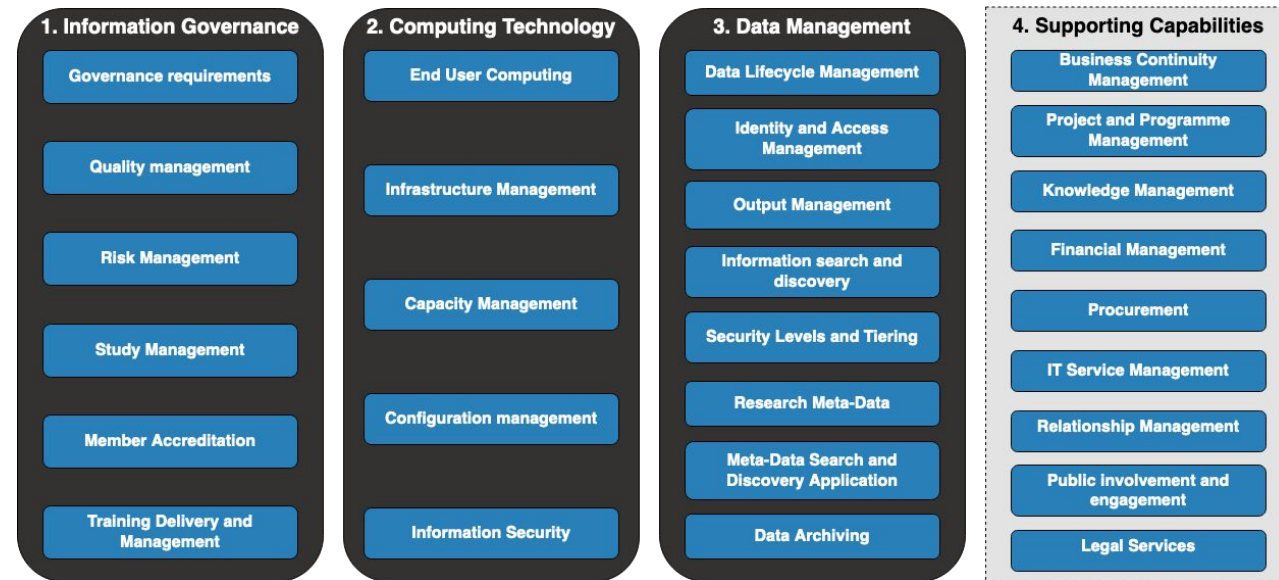 1. Information Governance
Governance requirements
Quality management
Risk Management
Study Management
Member Accreditation
Training Delivery and
Management
2. Computing Technology
End User Computing
Infrastructure Management
Capacity Management
Configuration management
Information Security
3. Data Management
Data Lifecycle Management
Identity and Access
Management
Output Management
Information search and
discovery
Security Levels and Tiering
Research Meta-Data
Meta-Data Search and
Discovery Application
Data Archiving
4. Supporting Capabilities
Business Continuity
Management
Project and Programme
Management
Knowledge Management
Financial Management
Procurement
IT Service Management
Relationship Management
Public involvement and
engagement
Legal Services